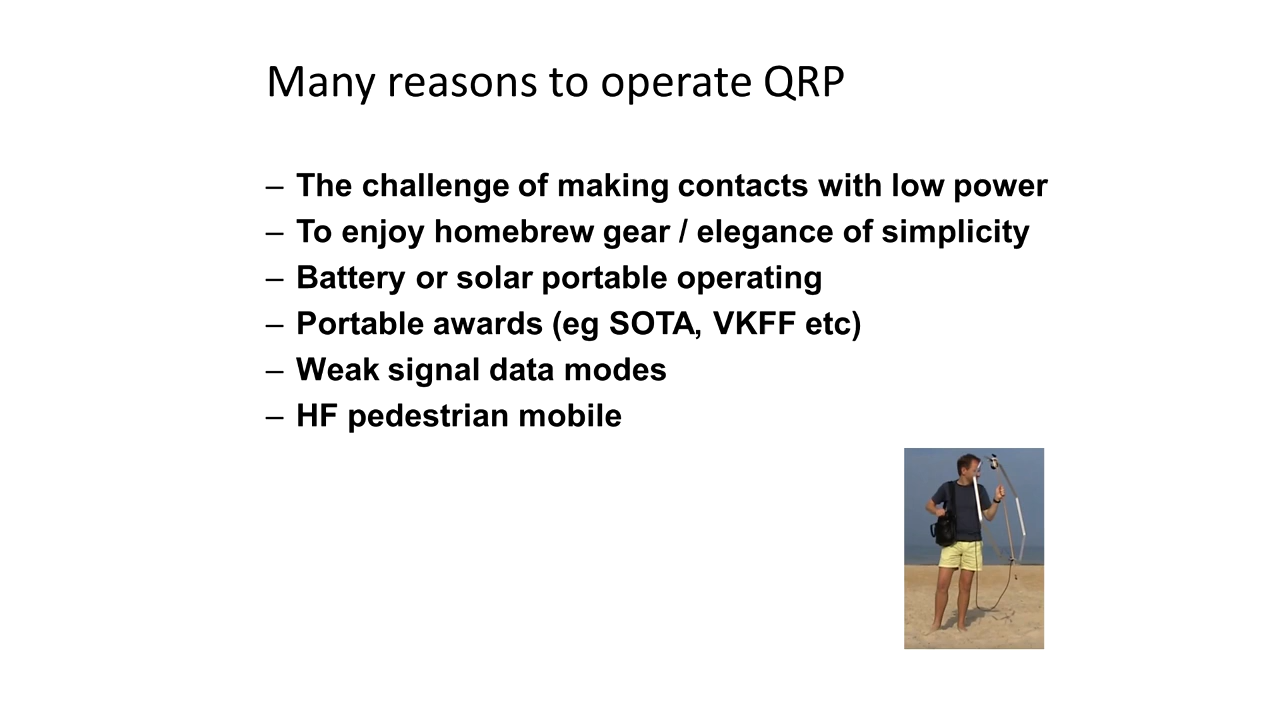 Many reasons to operate QRP
– The challenge of making contacts with low power
– To enjoy homebrew gear / elegance of simplicity
– Battery or solar portable operating
– Portable awards (eg SOTA, VKFF etc)
– Weak signal data modes
– HF pedestrian mobile